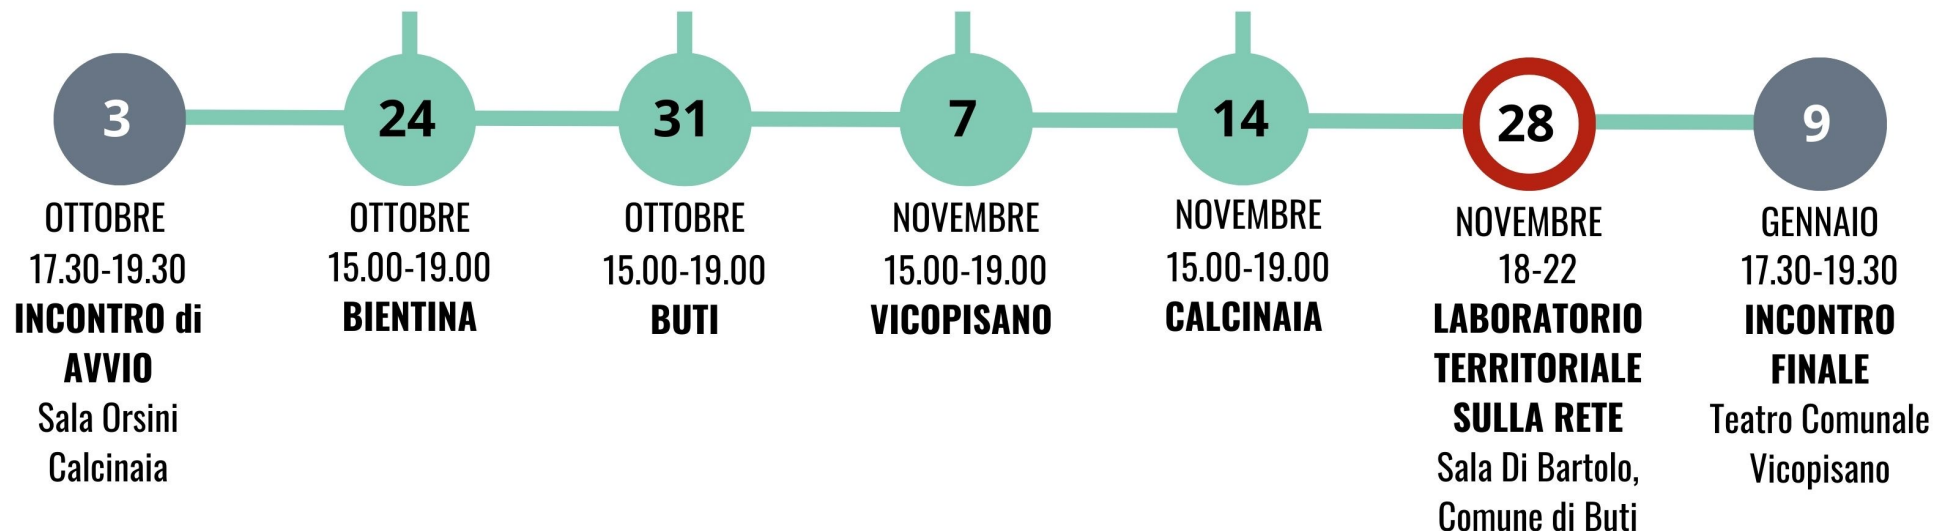 3
OTTOBRE
17.30-19.30
INCONTRO di
AVVIO
Sala Orsini
Calcinaia
24
OTTOBRE
15.00-19.00
BIENTINA
31
OTTOBRE
15.00-19.00
BUTI
7
NOVEMBRE
15.00-19.00
VICOPISANO
14
NOVEMBRE
15.00-19.00
CALCINAIA
28
NOVEMBRE
18-22
LABORATORIO
TERRITORIALE
SULLA RETE
Sala Di Bartolo,
Comune di Buti
9
GENNAIO
17.30-19.30
INCONTRO
FINALE
Teatro Comunale
Vicopisano